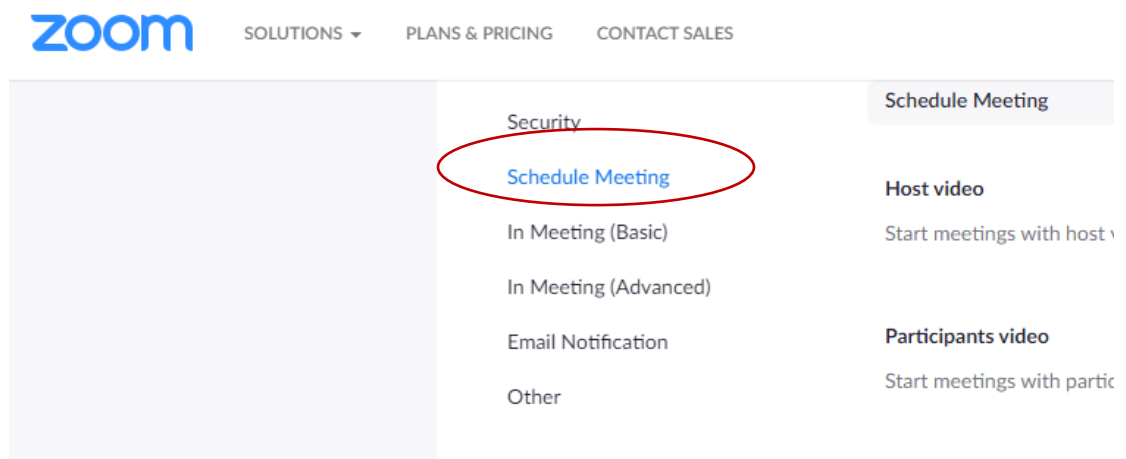 zoom SOLUTIONS PLANS & PRICING CONTACT SALES
Security
Schedule Meeting
In Meeting (Basic)
In Meeting (Advanced)
Email Notification
Other
Schedule Meeting
Host video
Start meetings with host
Participants video
Start meetings with